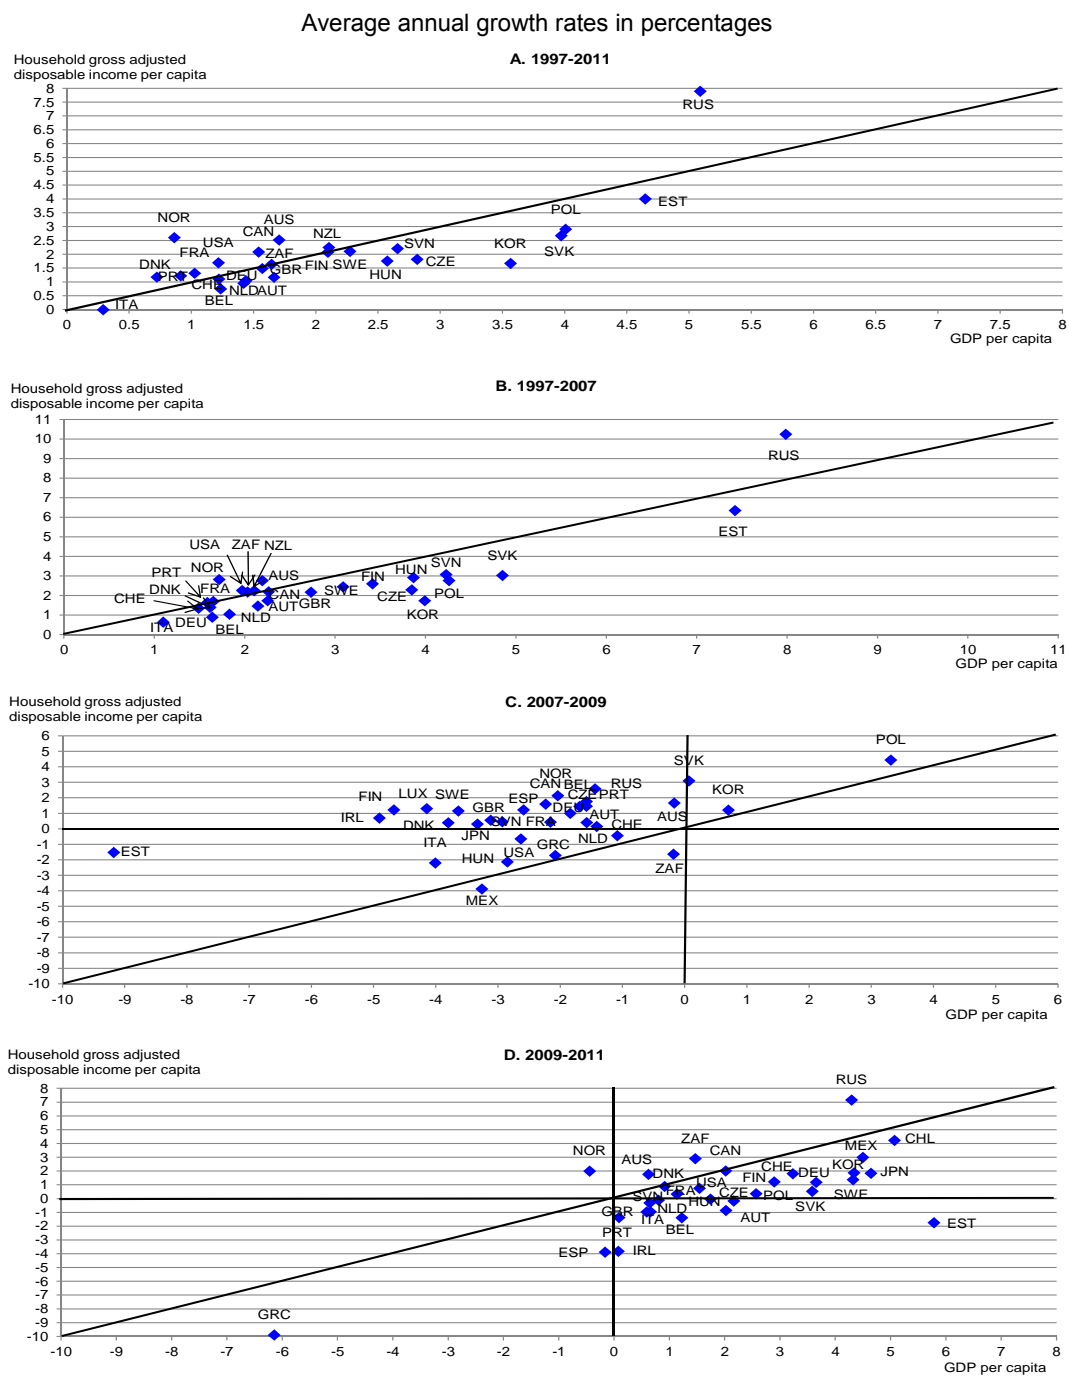 Average annual growth rates in percentages
Household gross adjusted
disposable income per capita
A. 1997-2011
8
7.5
7
6.5
6
5.5
5
4.5
4
3.5
3
2.5
2
1.5
1
0.5
0
RUS
EST
POL
SVK
KOR
NOR
AUS
CAN
NZL
SVN
USA
FRA
ZAF
DNK
PRT
DEU
GBR
FIN
SWE
CZE
HUN
CHE
NLD
AUT
BEL
ITA
0 0.5 1 1.5 2 2.5 3 3.5 4 4.5 5 5.5 6 6.5 7 7.5 8
GDP per capita
Household gross adjusted
disposable income per capita
B. 1997-2007
11
10
9
8
7
6
5
4
3
2
1
0
RUS
EST
USA ZAF NZL
SVK
SVN
HUN
NOR
PRT
AUS
FIN
DNK
FRA
SWE
POL
CHE
CAN
CZE
AUT
GBR
KOR
NLD
DEU
BEL
ITA
0 1 2 3 4 5 6 7 8 9 10 11
GDP per capita
Household gross adjusted
disposable income per capita
C. 2007-2009
6
5
4
3
2
1
0
-1
-2
-3
-4
-5
-6
-7
-8
-9
-10
POL
SVK
NOR
CAN
BEL
RUS
KOR
FIN
LUX
SWE
ESP
CZE
PRT
IRL
GBR
DEU
AUS
DNK
SVN
FRA
AUT
CHE
JPN
NLD
ITA
GRC
EST
HUN
USA
ZAF
MEX
-10 -9 -8 -7 -6 -5 -4 -3 -2 -1 0 1 2 3 4 5 6
GDP per capita
Household gross adjusted
disposable income per capita
D. 2009-2011
8
7
6
5
4
3
2
1
0
-1
-2
-3
-4
-5
-6
-7
-8
-9
-10
RUS
CHL
ZAF
MEX
NOR
CAN
AUS
CHE
KOR
DNK
FIN
DEU
JPN
USA
FRA
SVN
CZE
POL
SWE
HUN
SVK
GBR
NLD
ITA
AUT
EST
PRT
BEL
ESP
IRL
GRC
-10 -9 -8 -7 -6 -5 -4 -3 -2 -1 0 1 2 3 4 5 6 7 8
GDP per capita